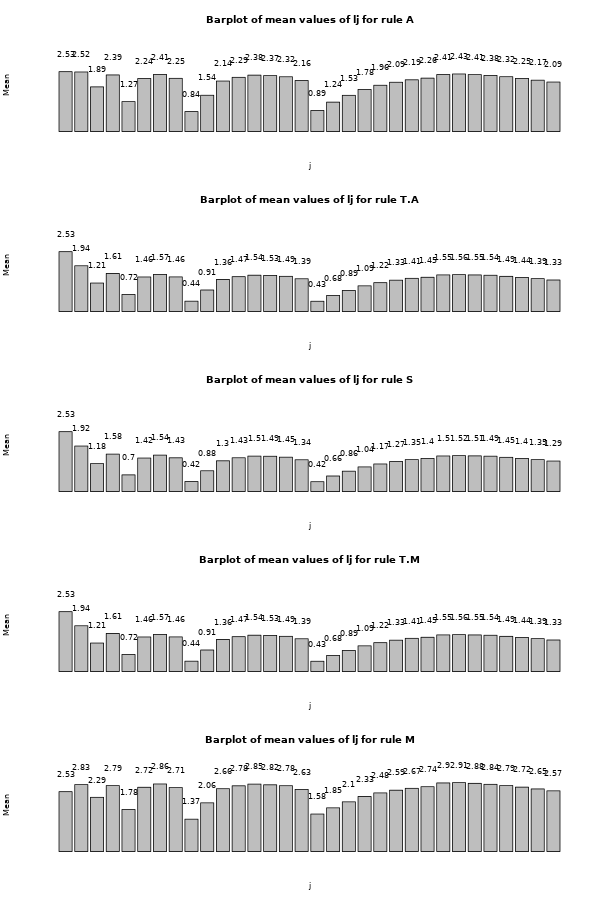 Barplot of mean values of lj for rule A
2.53 2.52 1.89 2.39 1.27 2.24 2.41 2.25 0.84 1.54 2.14 2.29 2.38 2.37 2.32 2.16 0.89 1.24 1.53 1.78 1.96 2.09 2.19 2.26 2.41 2.43 2.41 2.38 2.32 2.25 2.17 2.09
Mean
j
Barplot of mean values of lj for rule T.A
2.53 1.94 1.21 1.61 0.72 1.46 1.57 1.46 0.44 0.91 1.36 1.47 1.54 1.53 1.49 1.39 0.43 0.68 0.89 1.09 1.22 1.33 1.41 1.45 1.55 1.56 1.55 1.54 1.49 1.44 1.39 1.33
Mean
j
Barplot of mean values of lj for rule S
2.53 1.92 1.18 1.58 0.7 1.42 1.54 1.43 0.42 0.88 1.3 1.43 1.5 1.49 1.45 1.34 0.42 0.66 0.86 1.04 1.17 1.27 1.35 1.4 1.5 1.52 1.51 1.49 1.45 1.4 1.35 1.29
Mean
j
Barplot of mean values of lj for rule T.M
2.53 1.94 1.21 1.61 0.72 1.46 1.57 1.46 0.44 0.91 1.36 1.47 1.54 1.53 1.49 1.39 0.43 0.68 0.89 1.09 1.22 1.33 1.41 1.45 1.55 1.56 1.55 1.54 1.49 1.44 1.39 1.33
Mean
j
Barplot of mean values of lj for rule M
2.53 2.83 2.29 2.79 1.78 2.72 2.86 2.71 1.37 2.06 2.66 2.78 2.85 2.82 2.78 2.63 1.58 1.85 2.1 2.33 2.48 2.59 2.67 2.74 2.9 2.91 2.88 2.84 2.79 2.72 2.65 2.57
Mean
j